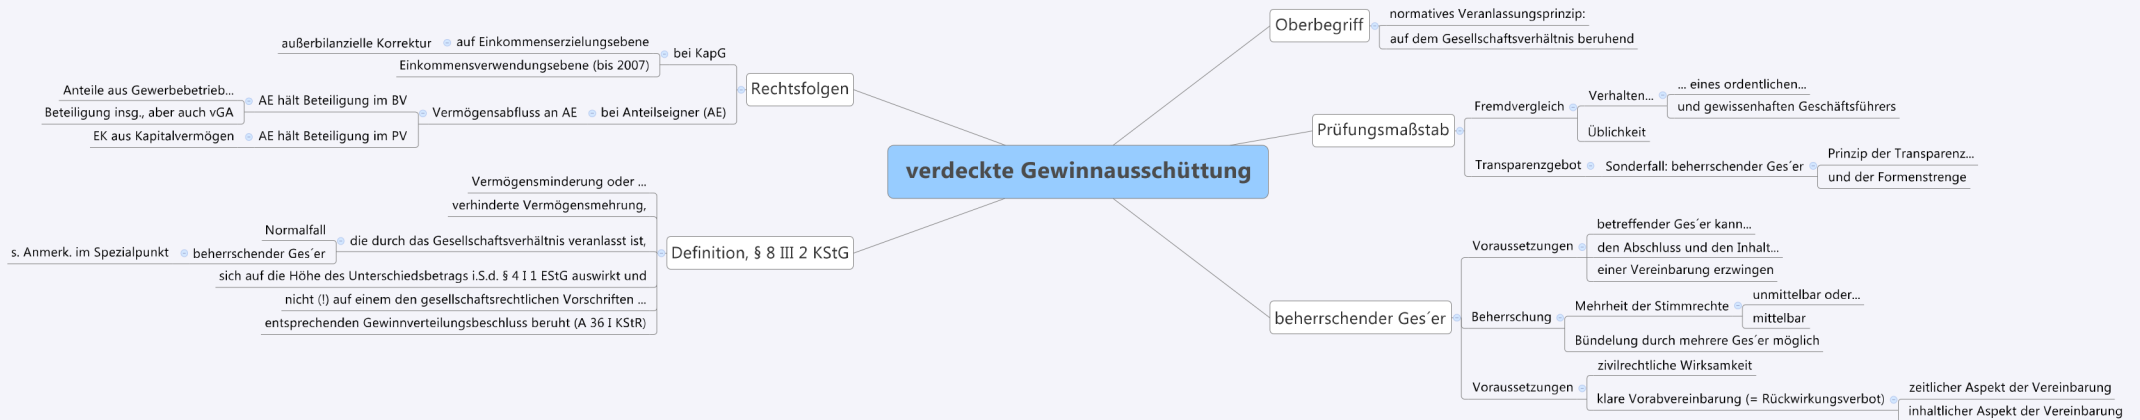 verdeckte Gewinnausschüttung
Oberbegriff
normatives Veranlassungsprinzip:
auf dem Gesellschaftsverhältnis beruhend
Prüfungsmaßstab
Fremdvergleich
Verhalten...
... eines ordentlichen...
und gewissenhaften Geschäftsführers
Üblichkeit
Transparenzgebot
Sonderfall: beherrschender Ges´er
Prinzip der Transparenz...
und der Formenstrenge
beherrschender Ges´er
Voraussetzungen
betreffender Ges´er kann...
den Abschluss und den Inhalt...
einer Vereinbarung erzwingen
Beherrschung
Mehrheit der Stimmrechte
unmittelbar oder...
mittelbar
Bündelung durch mehrere Ges´er möglich
Voraussetzungen
zivilrechtliche Wirksamkeit
klare Vorabvereinbarung (= Rückwirkungsverbot)
zeitlicher Aspekt der Vereinbarung
inhaltlicher Aspekt der Vereinbarung
Rechtsfolgen
bei KapG
auf Einkommenserzielungsebene
außerbilanzielle Korrektur
Einkommensverwendungsebene (bis 2007)
bei Anteilseigner (AE)
Vermögensabfluss an AE
AE hält Beteiligung im BV
Anteile aus Gewerbebetrieb...
Beteiligung insg., aber auch vGA
AE hält Beteiligung im PV
EK aus Kapitalvermögen
Definition, § 8 III 2 KStG
Vermögensminderung oder ...
verhinderte Vermögensmehrung,
die durch das Gesellschaftsverhältnis veranlasst ist,
Normalfall
beherrschender Ges´er
s. Anmerk. im Spezialpunkt
sich auf die Höhe des Unterschiedsbetrags i.S.d. § 4 I 1 EStG auswirkt und
nicht (!) auf einem den gesellschaftsrechtlichen Vorschriften ...
entsprechenden Gewinnverteilungsbeschluss beruht (A 36 I KStR)